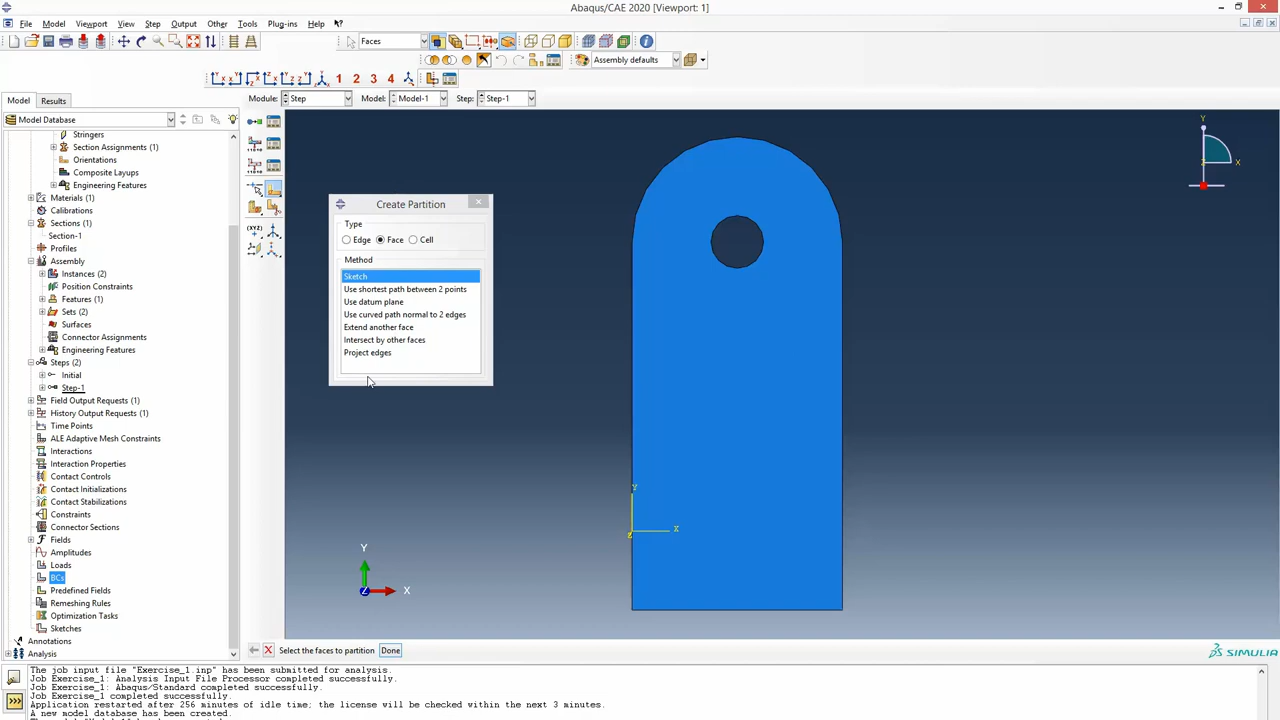 Abaqus/CAE 2020 [Viewport: 1]
File Model Viewport View Step Output Other Tools Plug-ins Help
Faces
Assembly defaults
1 2 3 4
Model Results
Module: Step Model: Model-1 Step: Step-1
Model Database
Stringers
Section Assignments (1)
Orientations
Composite Layups
Engineering Features
Materials (1)
Calibrations
Sections (1)
Section-1
Profiles
Assembly
Instances (2)
Position Constraints
Features (1)
Sets (2)
Surfaces
Connector Assignments
Engineering Features
Steps (2)
Initial
Step-1
Field Output Requests (1)
History Output Requests (1)
Time Points
ALE Adaptive Mesh Constraints
Interactions
Interaction Properties
Contact Controls
Contact Initializations
Contact Stabilizations
Constraints
Connector Sections
Fields
Amplitudes
Loads
BCs
Predefined Fields
Remeshing Rules
Optimization Tasks
Sketches
Annotations
Analysis
(XYZ)
Create Partition
Type
Edge Face Cell
Method
Sketch
Use shortest path between 2 points
Use datum plane
Use curved path normal to 2 edges
Extend another face
Intersect by other faces
Project edges
Y
X
Z
Y
X
Y
X
Z
Select the faces to partition Done
SIMULIA
The job input file "Exercise_1.inp" has been submitted for analysis.
Job Exercise_1: Analysis Input File Processor completed successfully.
Job Exercise_1: Abaqus/Standard completed successfully.
Job Exercise_1 completed successfully.
Application restarted after 256 minutes of idle time; the license will be checked within the next 3 minutes.
A new model database has been created.